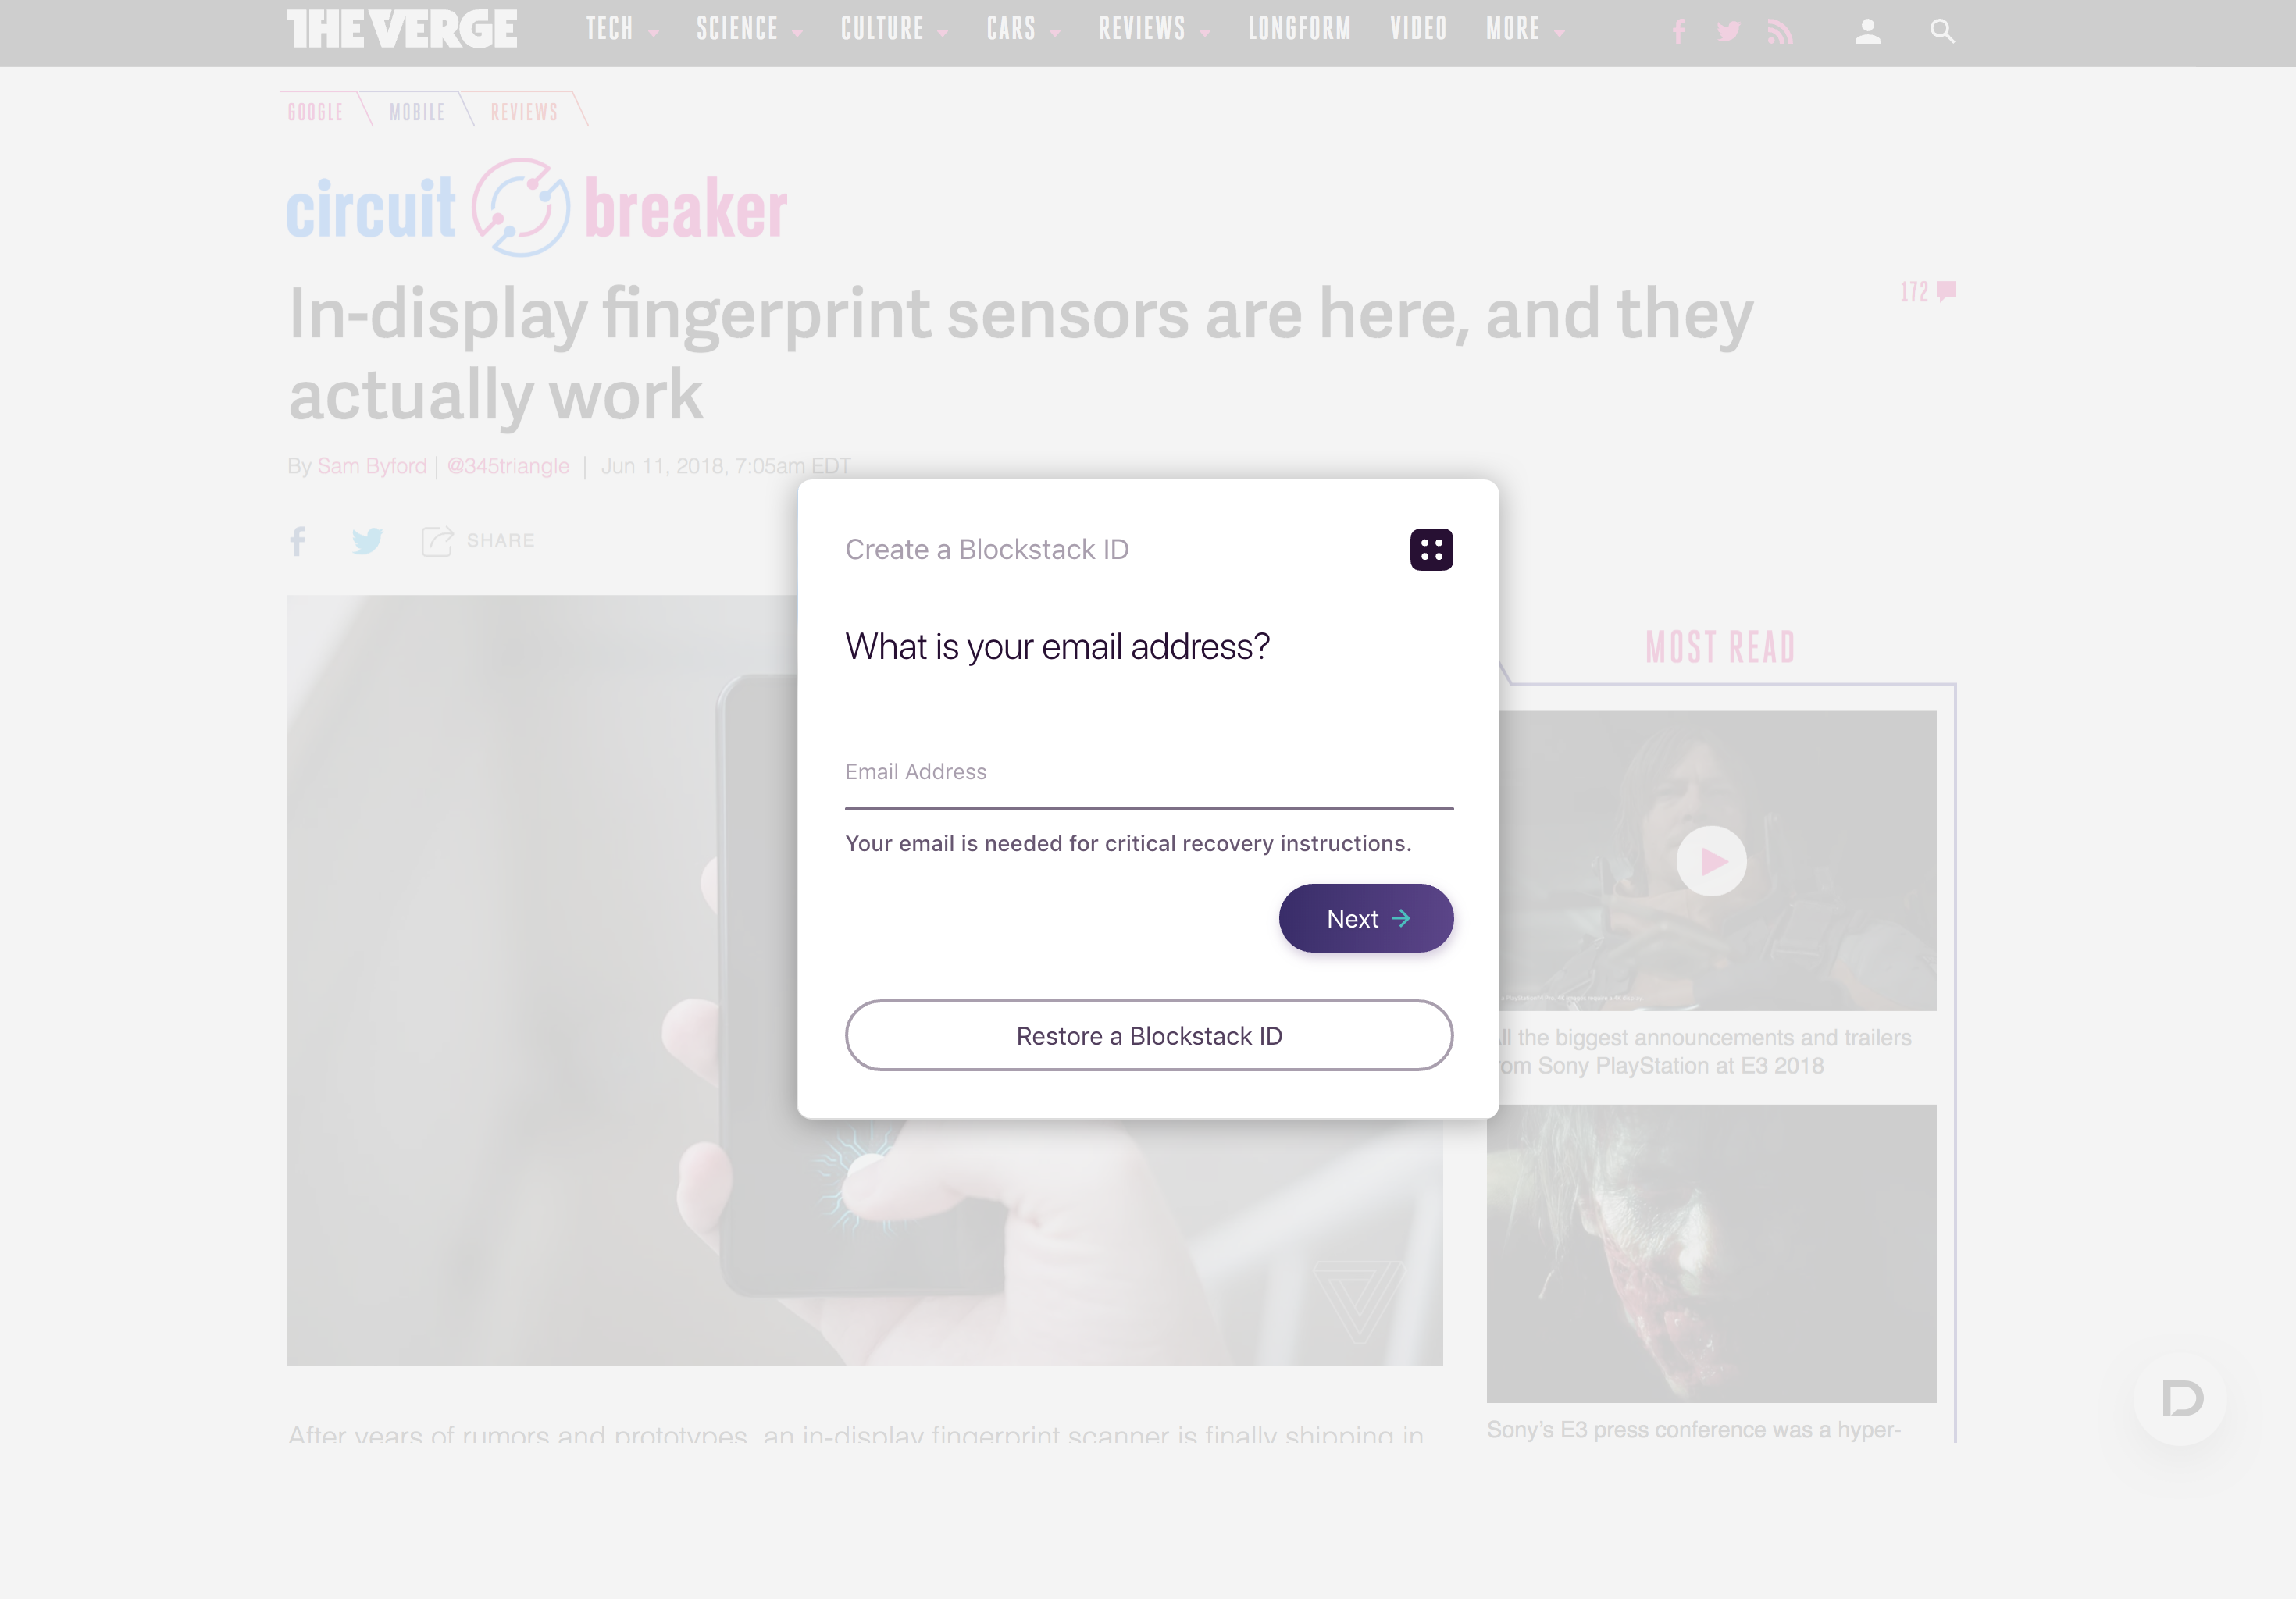 THE VERGE
TECH SCIENCE CULTURE CARS REVIEWS LONGFORM VIDEO MORE
GOOGLE MOBILE REVIEWS
circuit breaker
In-display fingerprint sensors are here, and they
actually work
172
By Sam Byford | @345triangle | Jun 11, 2018, 7:05am EDT
SHARE
Create a Blockstack ID
What is your email address?
Email Address
Your email is needed for critical recovery instructions.
Next →
Restore a Blockstack ID
MOST READ
ll the biggest announcements and trailers
om Sony PlayStation at E3 2018
Sony’s E3 press conference was a hyper-
After years of rumors and prototypes, an in-display fingerprint scanner is finally shipping in
D